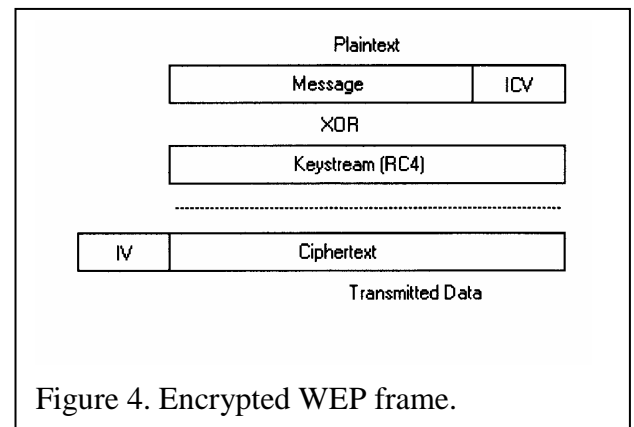 Plaintext
Message ICV
XOR
Keystream (RC4)
IV Ciphertext
Transmitted Data
Figure 4. Encrypted WEP frame.